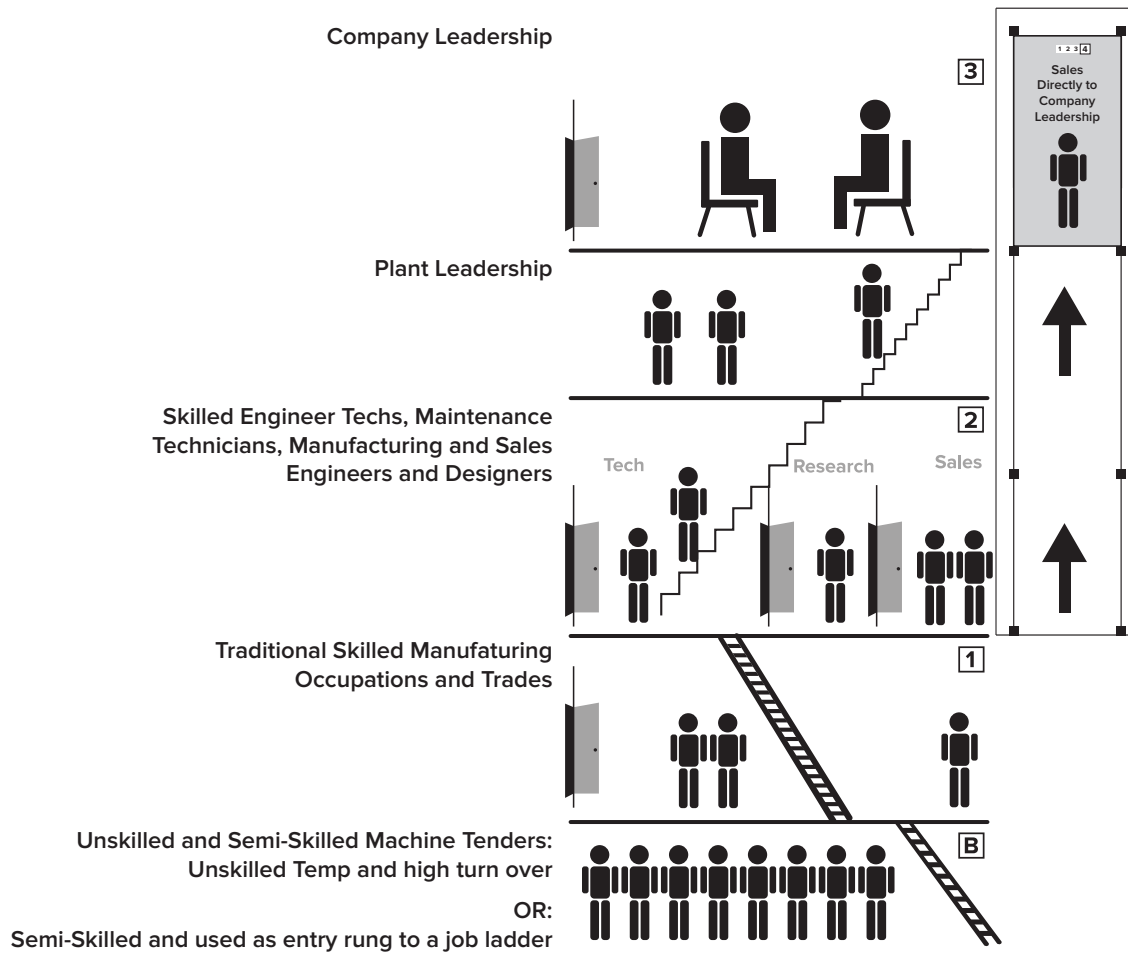 Company Leadership
3
1 2 3 4
Sales
Directly to
Company
Leadership
Plant Leadership
Skilled Engineer Techs, Maintenance
Technicians, Manufacturing and Sales
Engineers and Designers
2
Tech
Research
Sales
Traditional Skilled Manufaturing
Occupations and Trades
1
Unskilled and Semi-Skilled Machine Tenders:
Unskilled Temp and high turn over
B
OR:
Semi-Skilled and used as entry rung to a job ladder